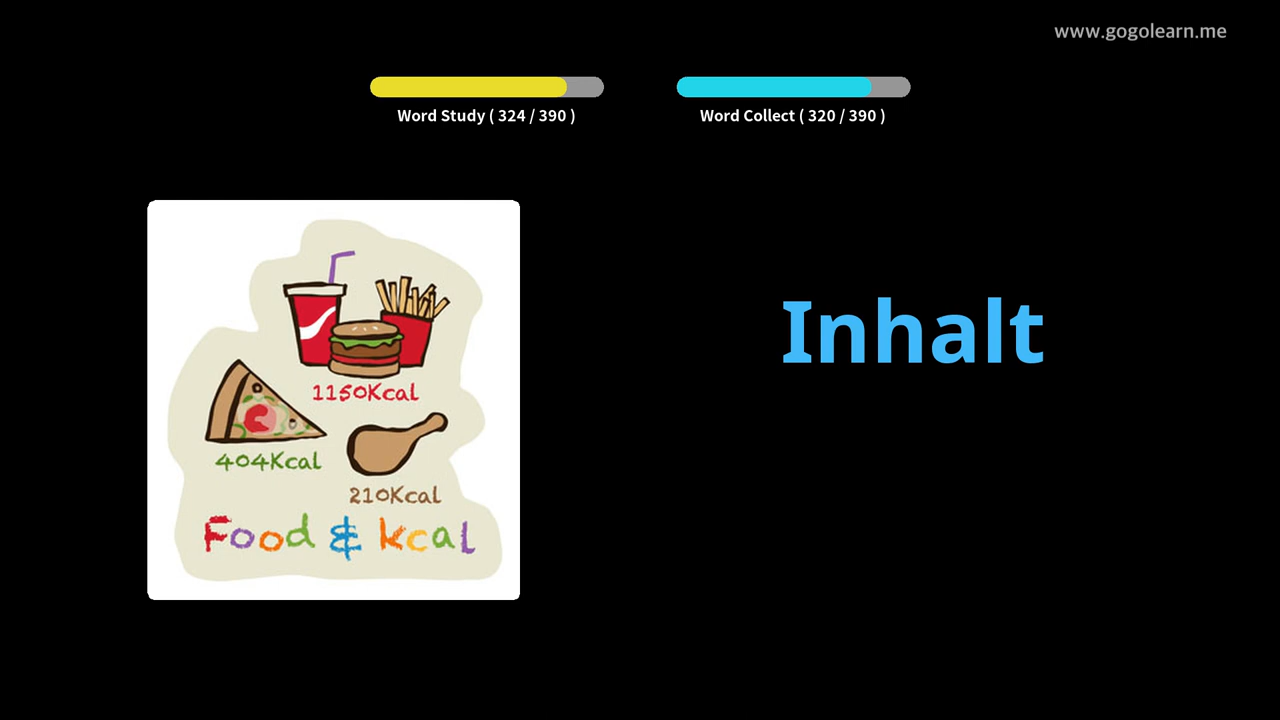 www.gogolearn.me
Word Study ( 324 / 390 )
Word Collect ( 320 / 390 )
Inhalt
1150Kcal
404Kcal
210Kcal
Food & kcal